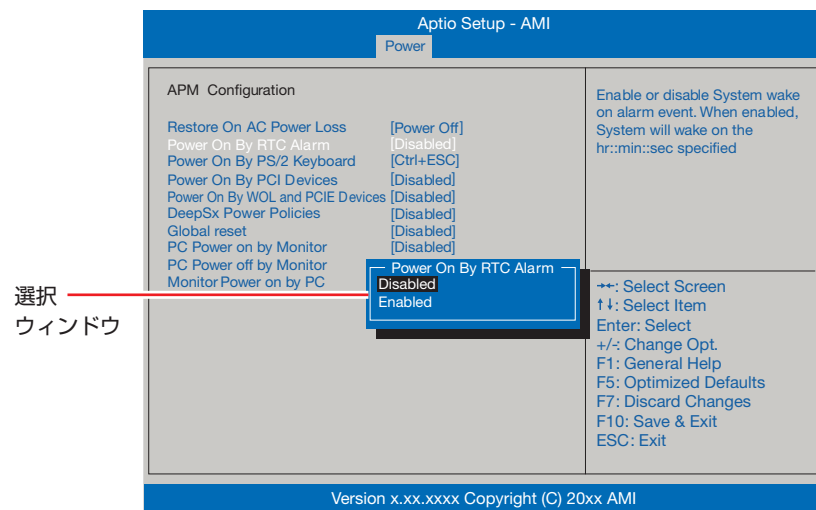 Aptio Setup - AMI
Power
APM Configuration
Restore On AC Power Loss [Power Off]
Power On By RTC Alarm [Disabled]
Power On By PS/2 Keyboard [Ctrl+ESC]
Power On By PCI Devices [Disabled]
Power On By WOL and PCIE Devices [Disabled]
DeepSx Power Policies [Disabled]
Global reset [Disabled]
PC Power on by Monitor [Disabled]
PC Power off by Monitor
Monitor Power on by PC
Power On By RTC Alarm
Disabled
Enabled
選択
ウィンドウ
Enable or disable System wake
on alarm event. When enabled,
System will wake on the
hr::min::sec specified
→←: Select Screen
↑↓: Select Item
Enter: Select
+/-: Change Opt.
F1: General Help
F5: Optimized Defaults
F7: Discard Changes
F10: Save & Exit
ESC: Exit
Version x.xx.xxxx Copyright (C) 20xx AMI